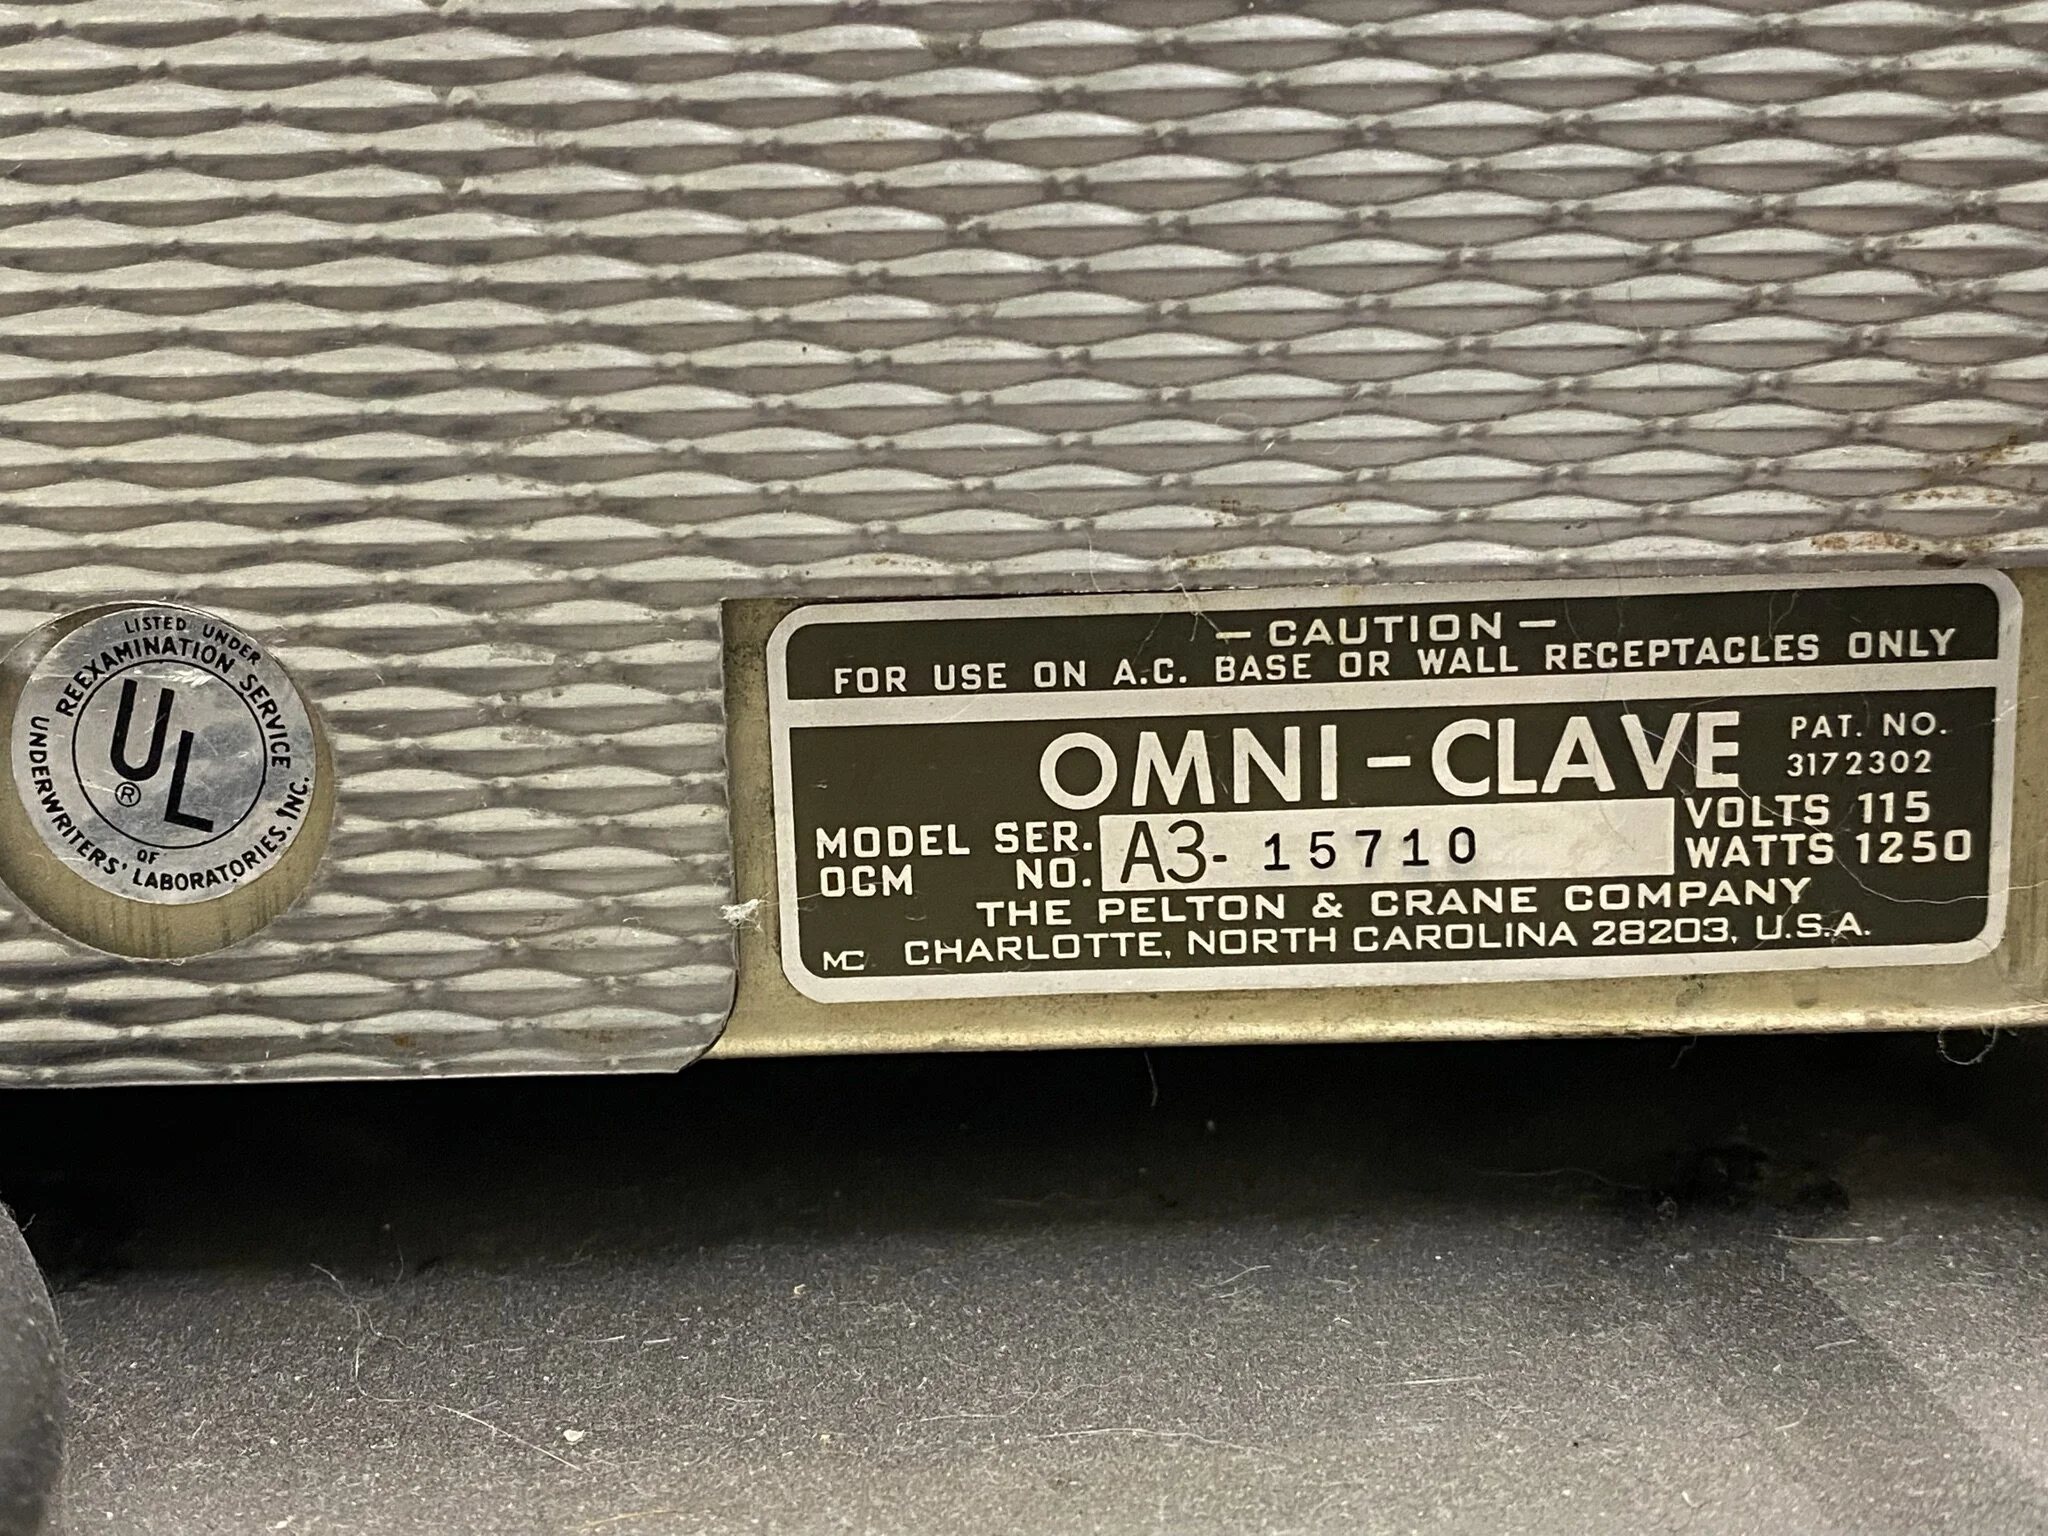 LISTED UNDER
REEXAMINATION SERVICE
UL
®
OF
UNDERWRITERS' LABORATORIES, INC.
— CAUTION —
FOR USE ON A.C. BASE OR WALL RECEPTACLES ONLY
OMNI-CLAVE
PAT. NO.
3172302
MODEL
OCM
SER.
NO.
A3- 15710
VOLTS 115
WATTS 1250
THE PELTON & CRANE COMPANY
MC CHARLOTTE, NORTH CAROLINA 28203, U.S.A.